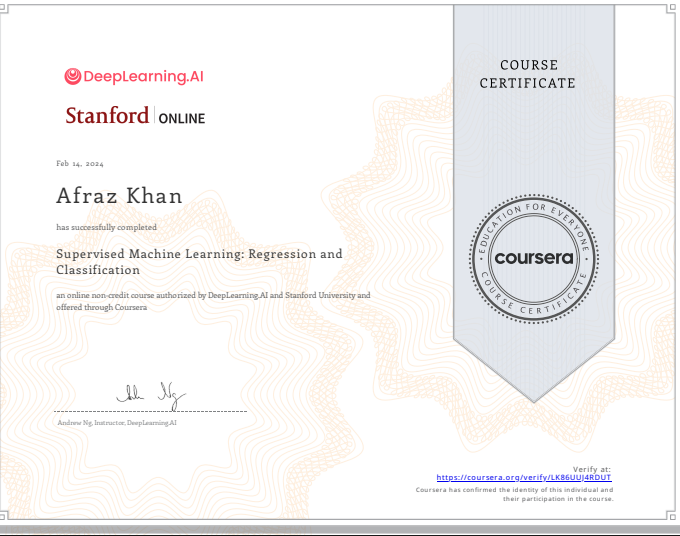 COURSE
CERTIFICATE
DeepLearning.AI
Stanford | ONLINE
Feb 14, 2024
Afraz Khan
has successfully completed
Supervised Machine Learning: Regression and
Classification
an online non-credit course authorized by DeepLearning.AI and Stanford University and
offered through Coursera
EDUCATION FOR EVERYONE
coursera
COURSE CERTIFICATE
Andrew Ng, Instructor, DeepLearning.AI
Verify at:
https://coursera.org/verify/LK86UUJ4RDUT
Coursera has confirmed the identity of this individual and
their participation in the course.